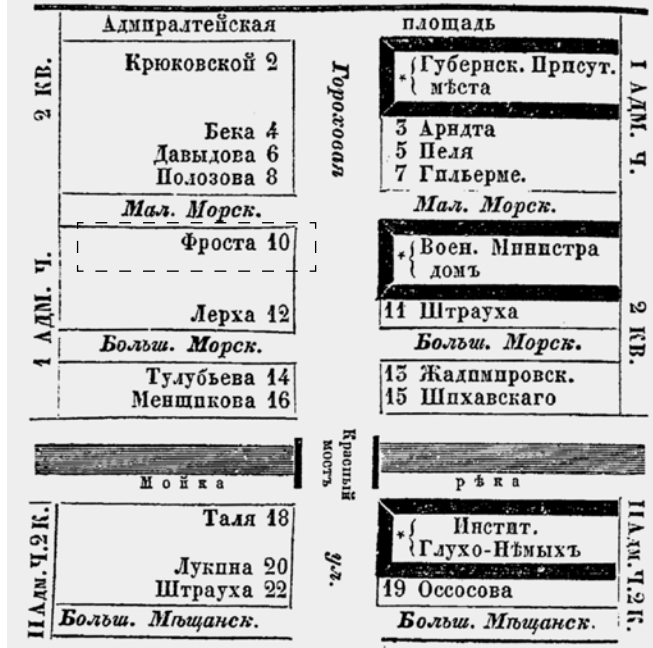 Адмиралтейская площадь
2 КВ.
Крюковской 2
Бека 4
Давыдова 6
Полозова 8
Гороховая
Губернск. Присут.
мѣста
3 Арндта
5 Пеля
7 Гильерме.
1 АДМ. Ч.
Мал. Морск.
Мал. Морск.
1 АДМ. Ч.
Фроста 10
Лерха 12
* Воен. Министра
домъ
11 Штрауха
2 КВ.
Больш. Морск.
Больш. Морск.
Тулубьева 14
Менщикова 16
13 Жадимировск.
15 Шихавскаго
Мойка
Красный
мостъ
рѣка
II Адм. Ч. 2 К.
Таля 18
Лукина 20
Штрауха 22
ул.
* Инстит.
Глухо-Нѣмыхъ
19 Оссосова
II Адм. Ч. 2 К.
Больш. Мѣщанск.
Больш. Мѣщанск.